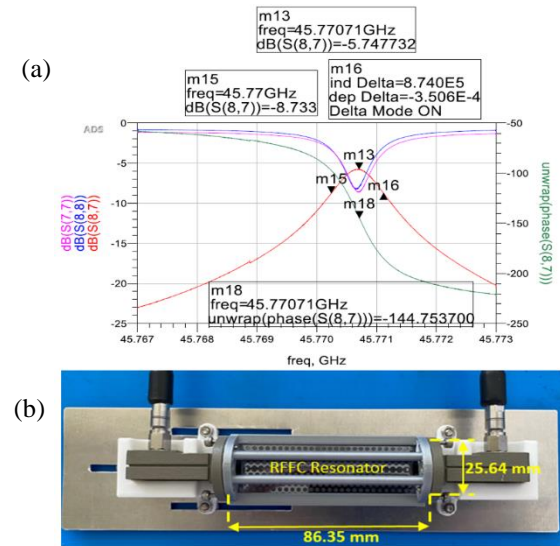 m13
freq=45.77071GHz
dB(S(8,7))=-5.747732
(a)
m15
freq=45.77GHz
dB(S(8,7))=-8.733
m16
ind Delta=8.740E5
dep Delta=-3.506E-4
Delta Mode ON
ADS
0
-5
-10
-15
-20
-25
-50
-100
-150
-200
-250
m13
m15
m16
m18
dB(S(7,7))
dB(S(8,8))
dB(S(8,7))
unwrap(phase(S(8,7)))
m18
freq=45.77071GHz
unwrap(phase(S(8,7)))=-144.753700
45.767 45.768 45.769 45.770 45.771 45.772 45.773
freq, GHz
(b)
RFFC Resonator
25.64 mm
86.35 mm